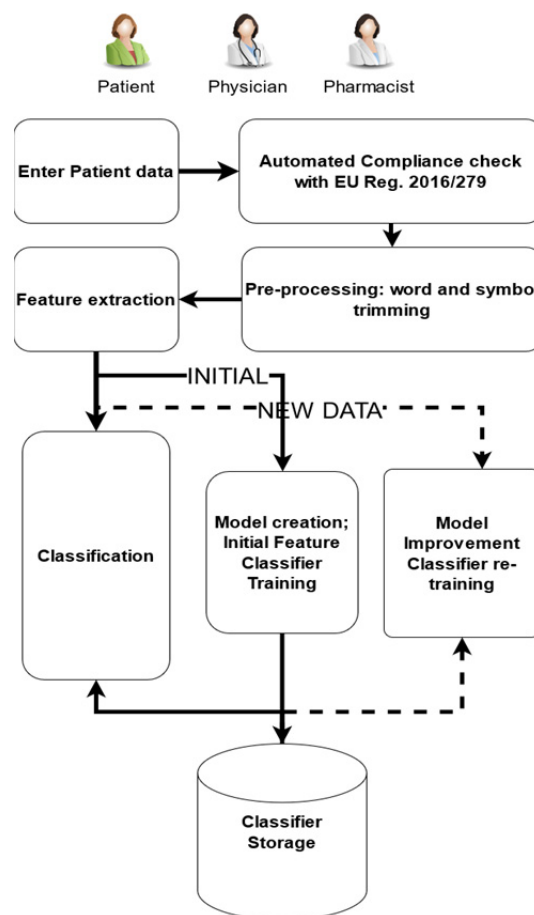 Patient Physician Pharmacist
Enter Patient data
Automated Compliance check
with EU Reg. 2016/279
Feature extraction
Pre-processing: word and symbo
trimming
INITIAL
NEW DATA
Classification
Model creation;
Initial Feature
Classifier
Training
Model
Improvement
Classifier re-
training
Classifier
Storage